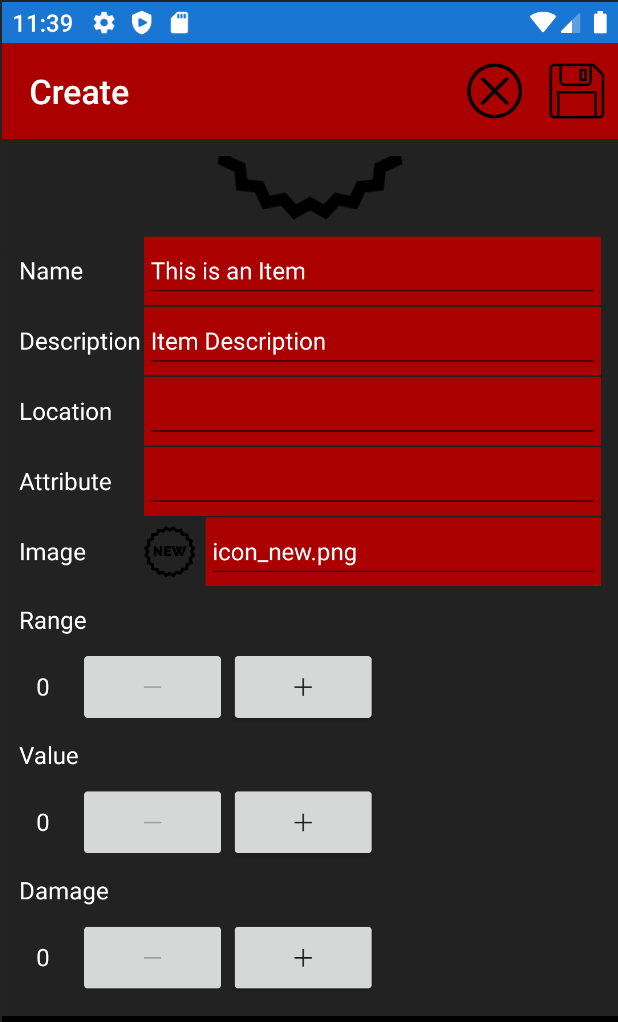 11:39
Create
Name This is an Item
Description Item Description
Location
Attribute
Image NEW icon_new.png
Range
0 − +
Value
0 − +
Damage
0 − +